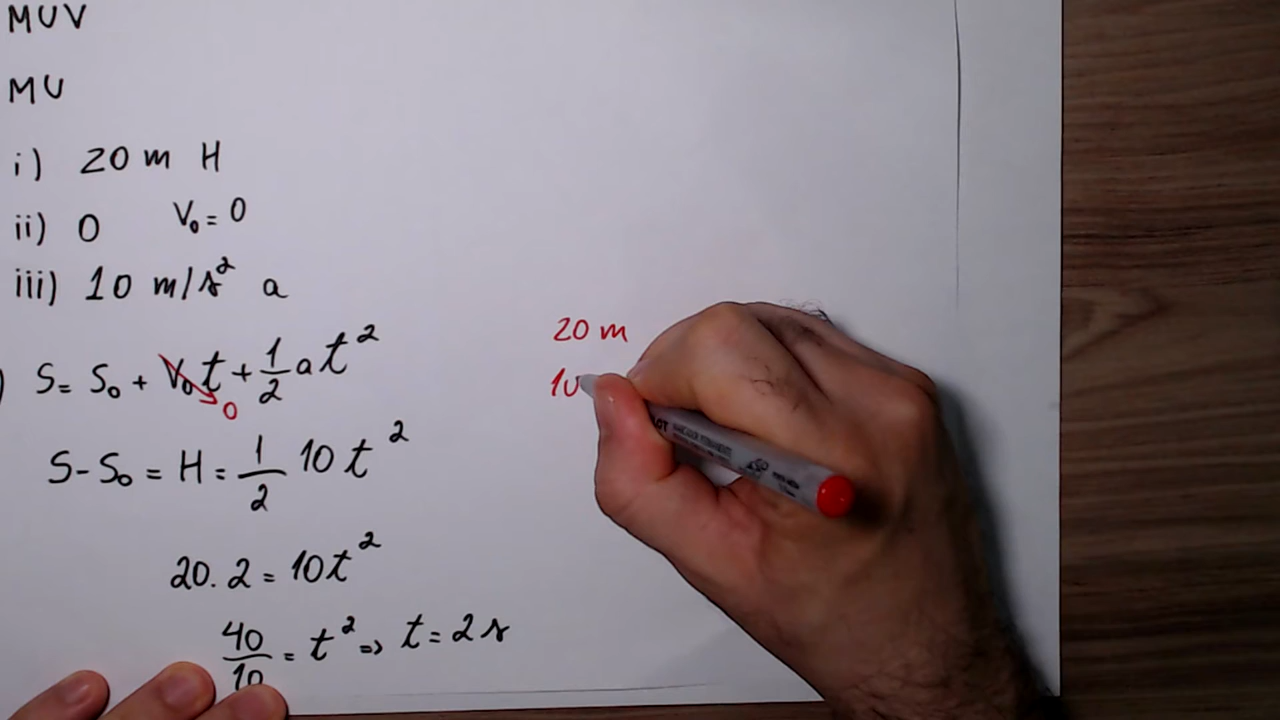 MUV
MU
i) 20 m H
ii) 0 V₀ = 0
iii) 10 m/s² a
) S = S₀ + V₀t + 1/2 at²
0
S - S₀ = H = 1/2 10 t²
20 . 2 = 10t²
40/10 = t² => t = 2 s
20 m
10